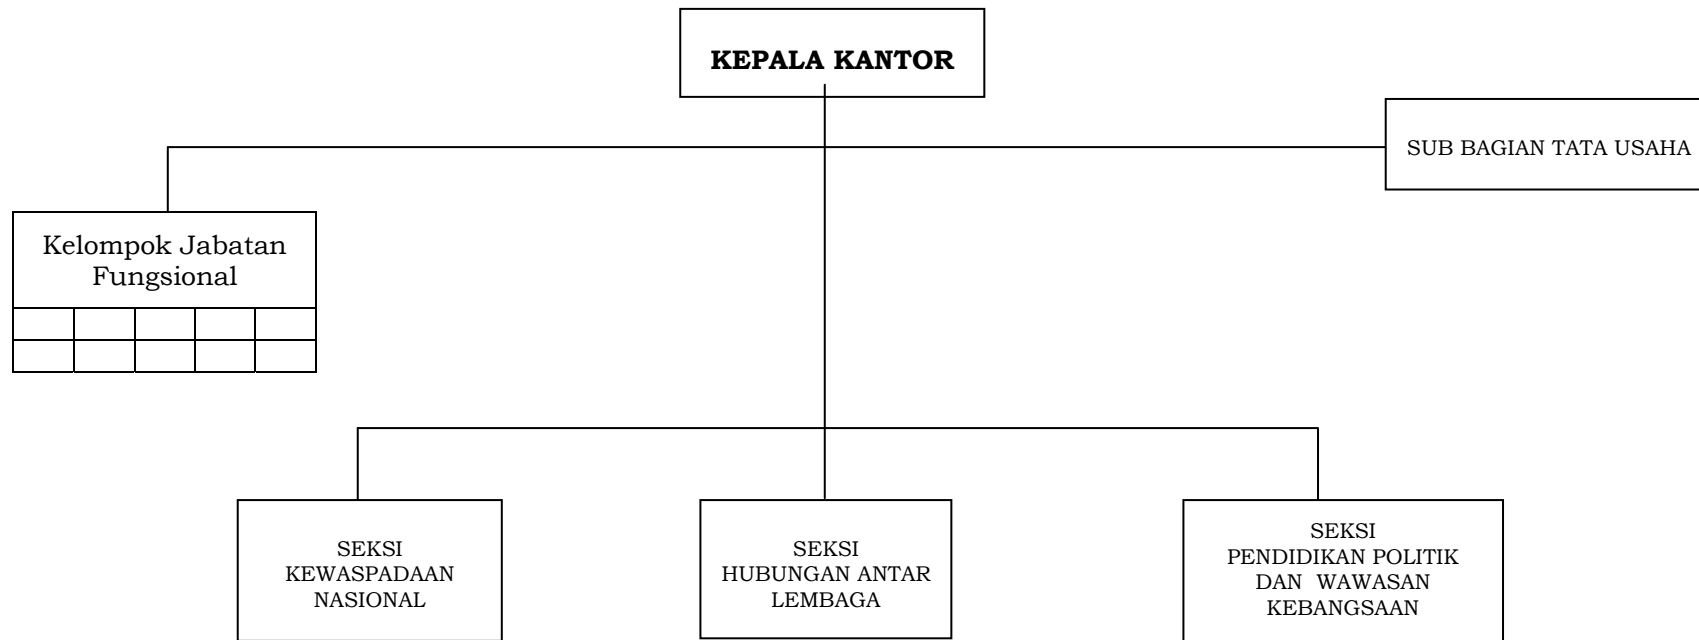 KEPALA KANTOR
SUB BAGIAN TATA USAHA
Kelompok Jabatan
Fungsional
SEKSI
KEWASPADAAN
NASIONAL
SEKSI
HUBUNGAN ANTAR
LEMBAGA
SEKSI
PENDIDIKAN POLITIK
DAN WAWASAN
KEBANGSAAN